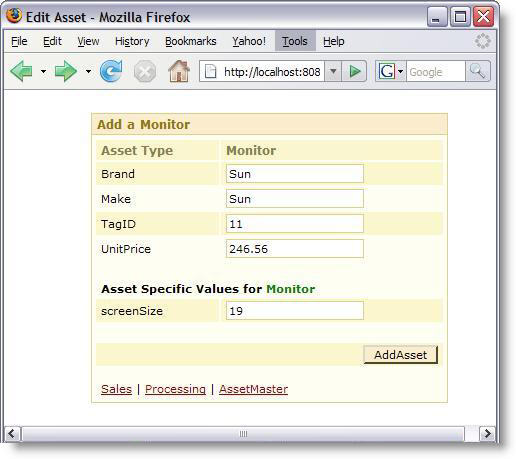 Edit Asset - Mozilla Firefox
File Edit View History Bookmarks Yahoo! Tools Help
http://localhost:808 G Google
Add a Monitor
Asset Type Monitor
Brand Sun
Make Sun
TagID 11
UnitPrice 246.56
Asset Specific Values for Monitor
screenSize 19
AddAsset
Sales | Processing | AssetMaster